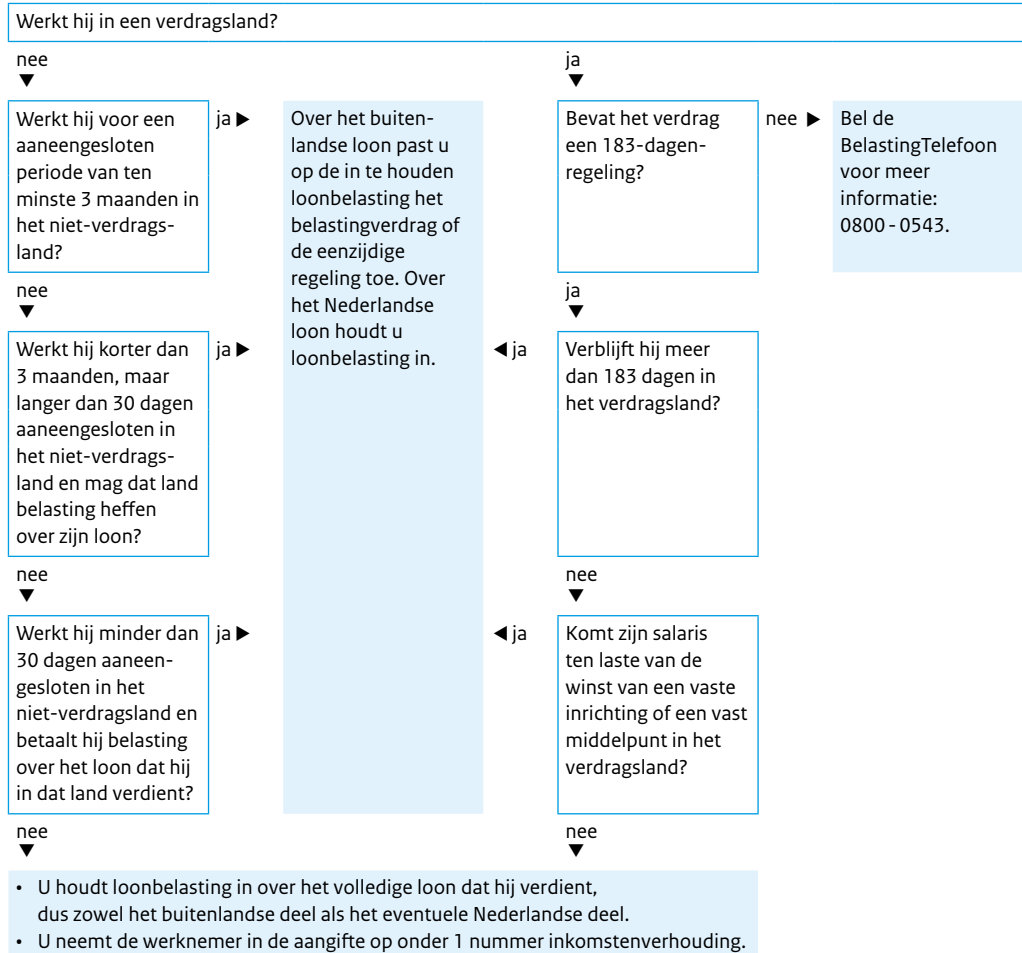 Werkt hij in een verdragsland?
nee
▼
ja
▼
Werkt hij voor een
aaneengesloten
periode van ten
minste 3 maanden in
het niet-verdrags-
land?
ja ▶
Over het buiten-
landse loon past u
op de in te houden
loonbelasting het
belastingverdrag of
de eenzijdige
regeling toe. Over
het Nederlandse
loon houdt u
loonbelasting in.
Bevat het verdrag
een 183-dagen-
regeling?
nee ▶
Bel de
BelastingTelefoon
voor meer
informatie:
0800 - 0543.
nee
▼
ja
▼
Werkt hij korter dan
3 maanden, maar
langer dan 30 dagen
aaneengesloten in
het niet-verdrags-
land en mag dat land
belasting heffen
over zijn loon?
ja ▶
◀ ja
Verblijft hij meer
dan 183 dagen in
het verdragsland?
nee
▼
nee
▼
Werkt hij minder dan
30 dagen aaneen-
gesloten in het
niet-verdragsland en
betaalt hij belasting
over het loon dat hij
in dat land verdient?
ja ▶
◀ ja
Komt zijn salaris
ten laste van de
winst van een vaste
inrichting of een vast
middelpunt in het
verdragsland?
nee
▼
nee
▼
• U houdt loonbelasting in over het volledige loon dat hij verdient,
dus zowel het buitenlandse deel als het eventuele Nederlandse deel.
• U neemt de werknemer in de aangifte op onder 1 nummer inkomstenverhouding.